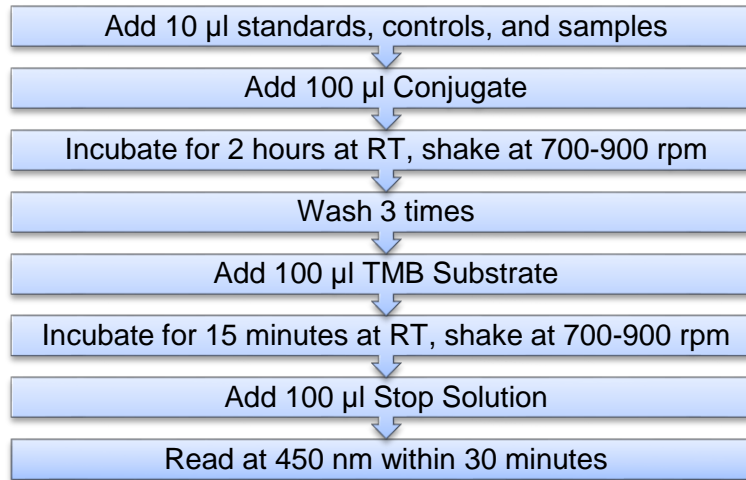 Add 10 µl standards, controls, and samples
Add 100 µl Conjugate
Incubate for 2 hours at RT, shake at 700-900 rpm
Wash 3 times
Add 100 µl TMB Substrate
Incubate for 15 minutes at RT, shake at 700-900 rpm
Add 100 µl Stop Solution
Read at 450 nm within 30 minutes